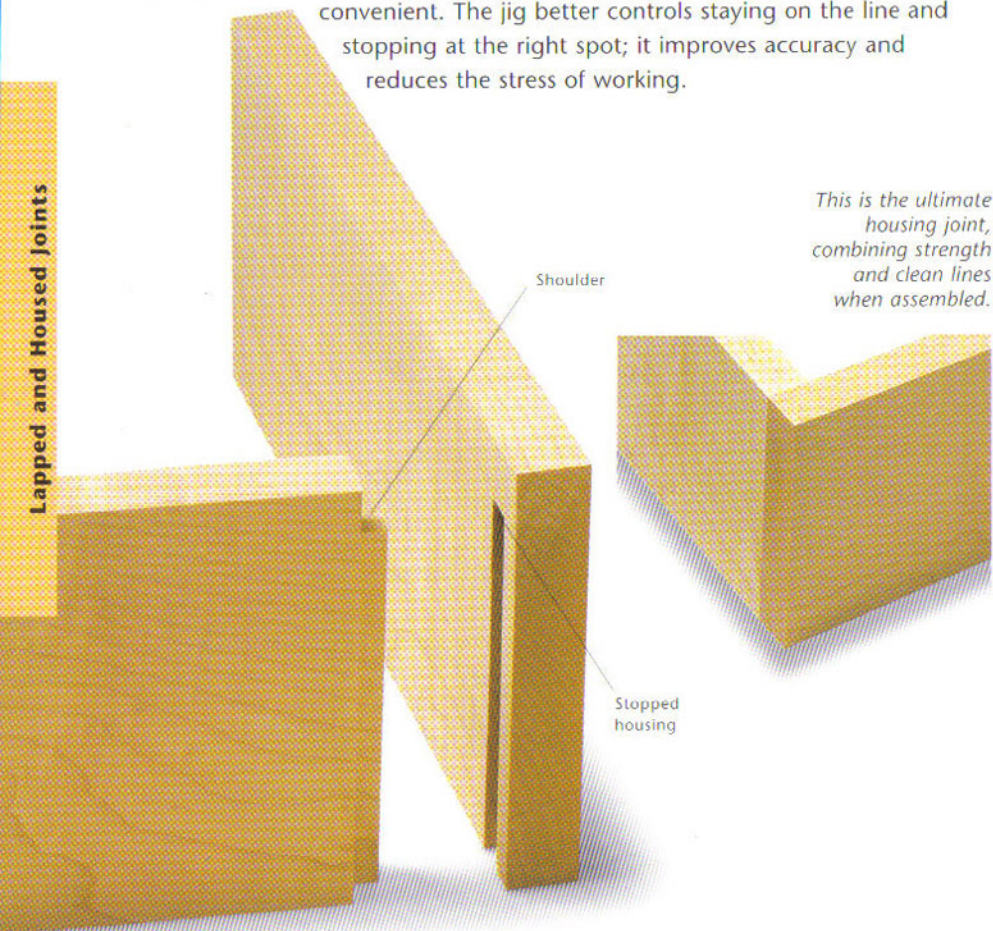 convenient. The jig better controls staying on the line and
stopping at the right spot; it improves accuracy and
reduces the stress of working.
Lapped and Housed Joints
This is the ultimate
housing joint,
combining strength
and clean lines
when assembled.
Shoulder
Stopped
housing